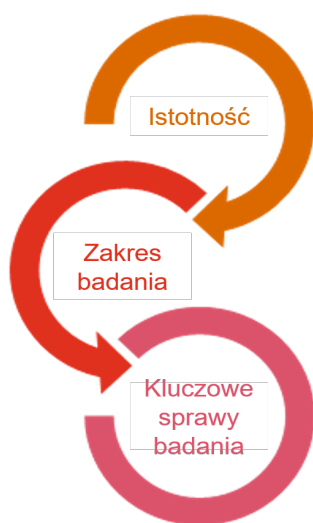 Istotność
Zakres
badania
Kluczowe
sprawy
badania